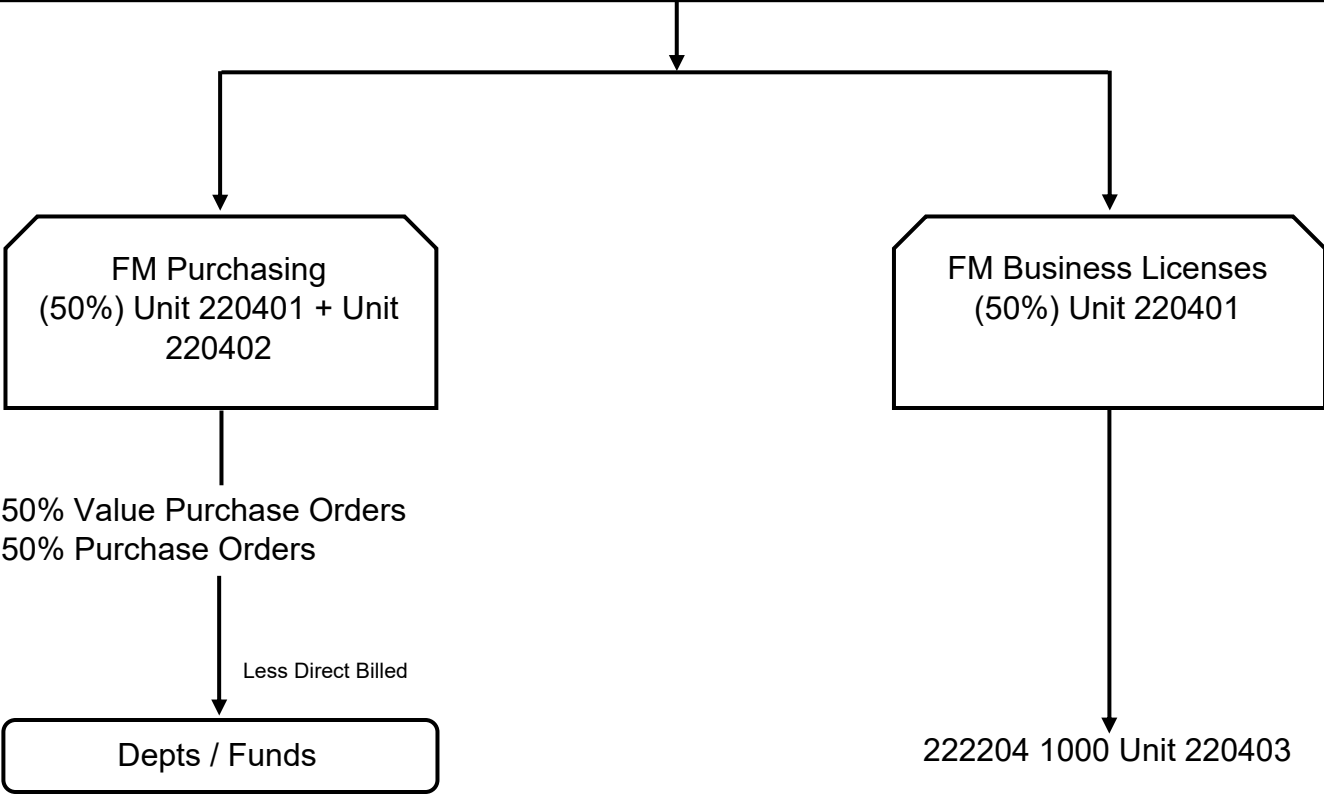 FM Purchasing
(50%) Unit 220401 + Unit
220402
FM Business Licenses
(50%) Unit 220401
50% Value Purchase Orders
50% Purchase Orders
Less Direct Billed
Depts / Funds
222204 1000 Unit 220403